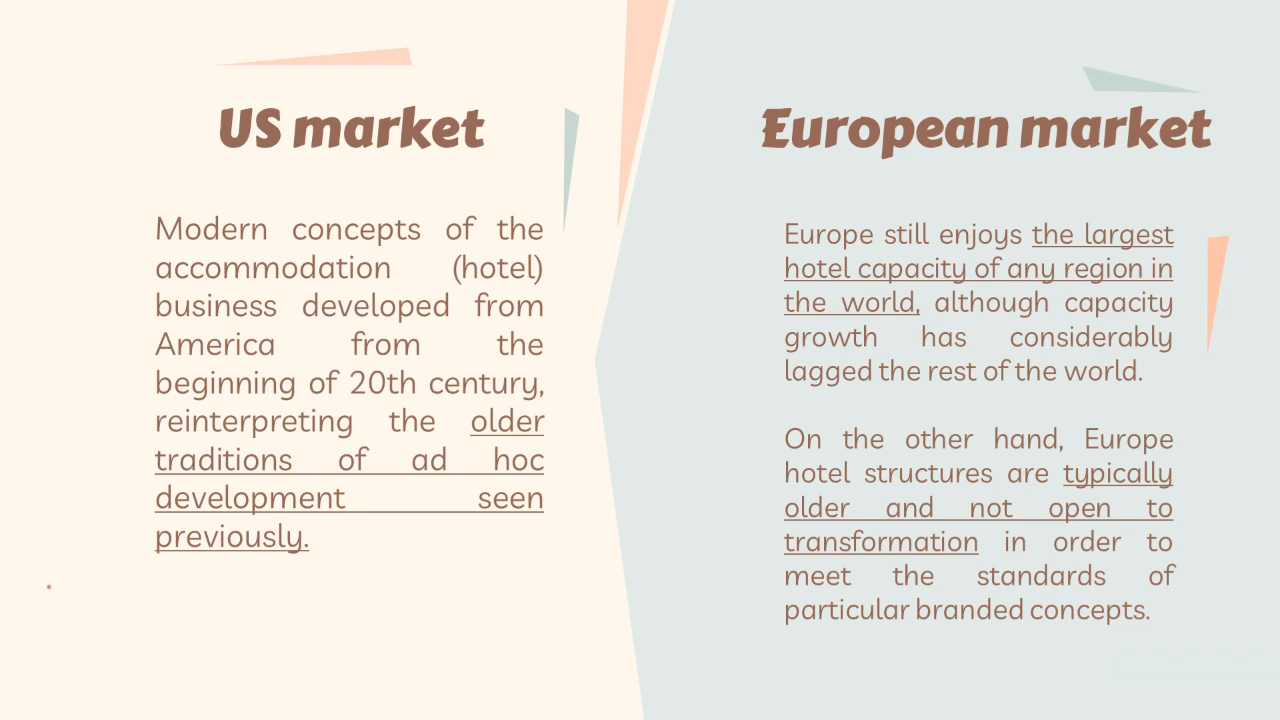 US market
Modern concepts of the
accommodation (hotel)
business developed from
America from the
beginning of 20th century,
reinterpreting the older
traditions of ad hoc
development seen
previously.
European market
Europe still enjoys the largest
hotel capacity of any region in
the world, although capacity
growth has considerably
lagged the rest of the world.
On the other hand, Europe
hotel structures are typically
older and not open to
transformation in order to
meet the standards of
particular branded concepts.